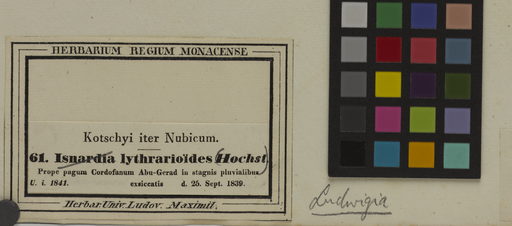 HERBARIUM REGIUM MONACENSE
Kotschyi iter Nubicum.
61. Isnardia lythrarioïdes (Hochst)
Prope pagum Cordofanum Abu-Gerad in stagnis pluvialibus
U. i. 1841. exsiccatis d. 25. Sept. 1839.
Herbar. Univ. Ludov. Maximil.
Ludwigia